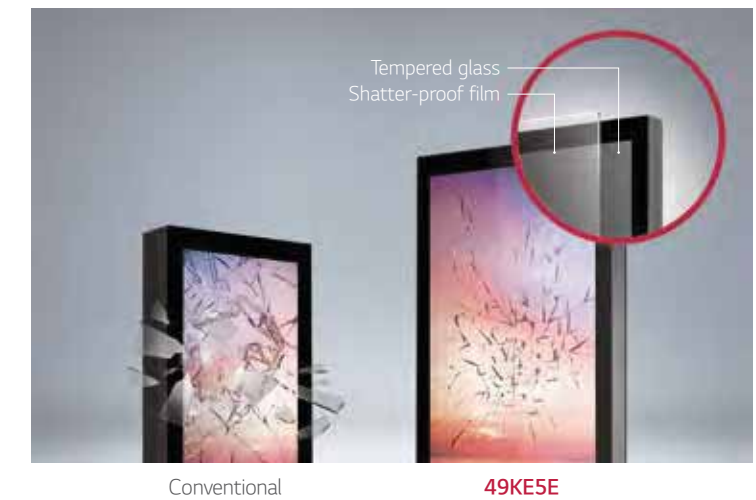 Tempered glass
Shatter-proof film
Conventional
49KE5E